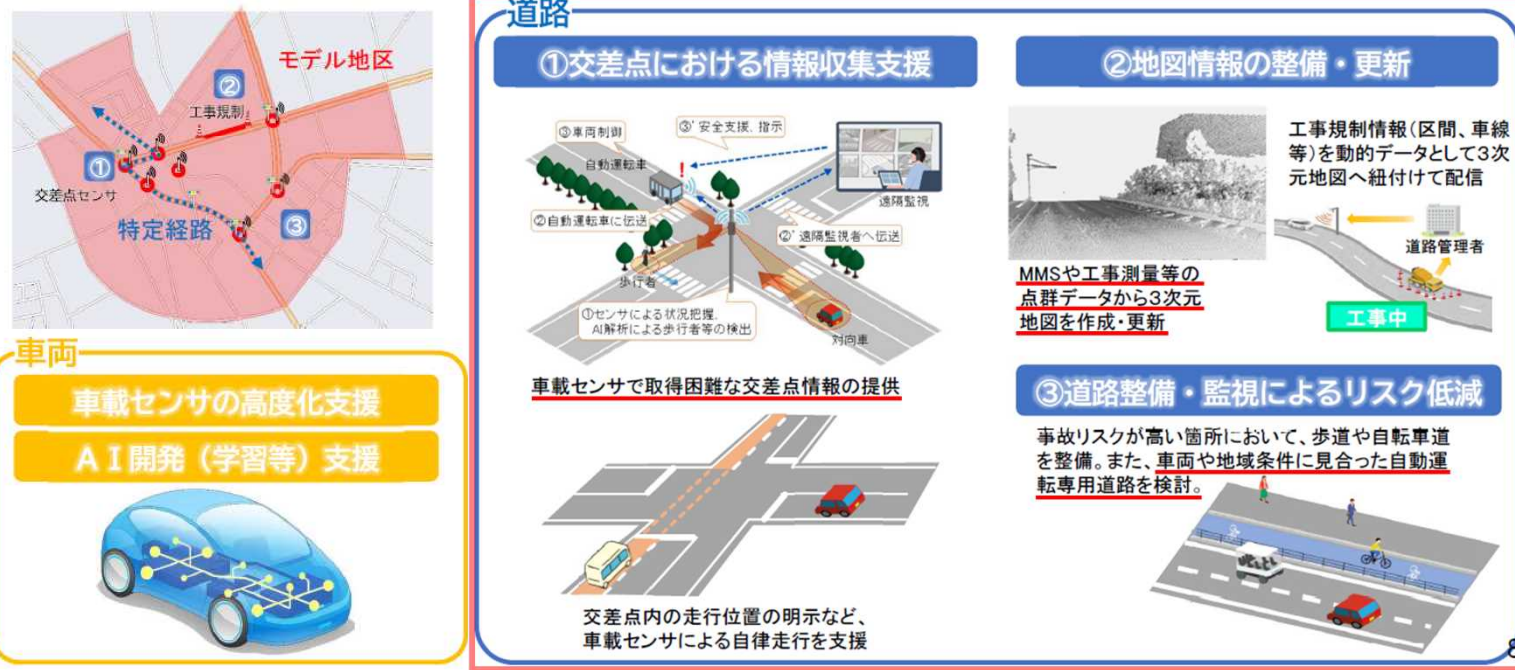 モデル地区
②
工事規制
①
交差点センサ
特定経路
③
車両
車載センサの高度化支援
AI開発(学習等)支援
道路
①交差点における情報収集支援
③車両制御
③'安全支援、指示
自動運転車
!
遠隔監視
②自動運転車に伝送
②'遠隔監視者へ伝送
歩行者
①センサによる状況把握、
AI解析による歩行者等の検出
対向車
車載センサで取得困難な交差点情報の提供
交差点内の走行位置の明示など、
車載センサによる自律走行を支援
②地図情報の整備・更新
工事規制情報(区間、車線
等)を動的データとして3次
元地図へ紐付けて配信
道路管理者
MMSや工事測量等の
点群データから3次元
地図を作成・更新
工事中
③道路整備・監視によるリスク低減
事故リスクが高い箇所において、歩道や自転車道
を整備。また、車両や地域条件に見合った自動運
転専用道路を検討。